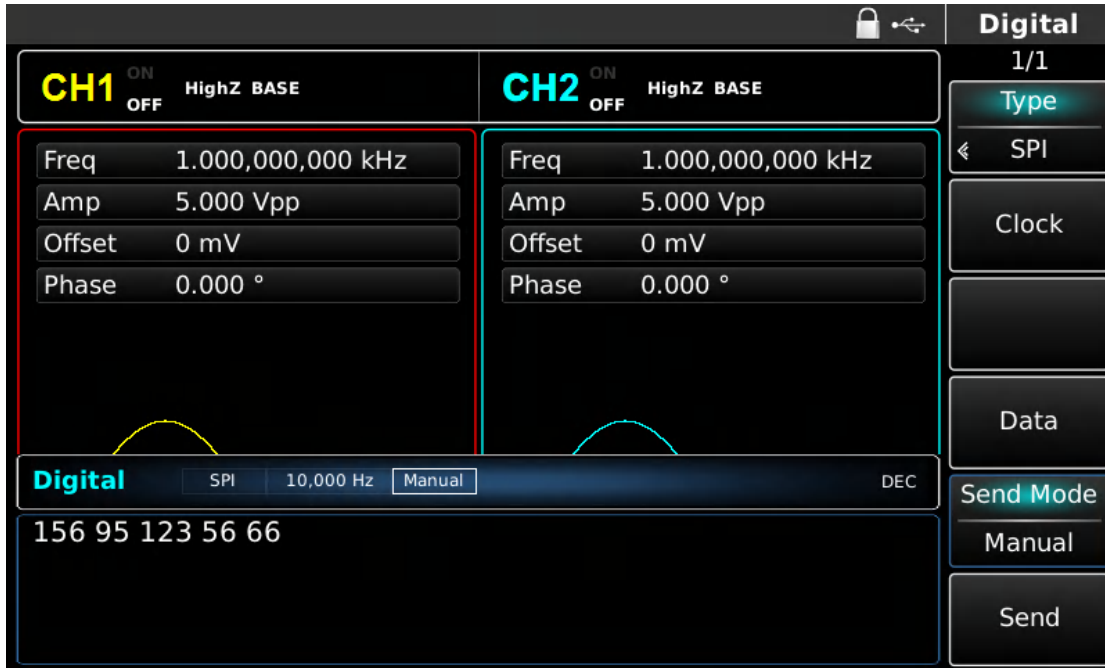 Digital
1/1
CH1 ON OFF HighZ BASE
CH2 ON OFF HighZ BASE
Freq 1.000,000,000 kHz
Amp 5.000 Vpp
Offset 0 mV
Phase 0.000 °
Freq 1.000,000,000 kHz
Amp 5.000 Vpp
Offset 0 mV
Phase 0.000 °
Digital SPI 10,000 Hz Manual DEC
156 95 123 56 66
Type
SPI
Clock
Data
Send Mode
Manual
Send